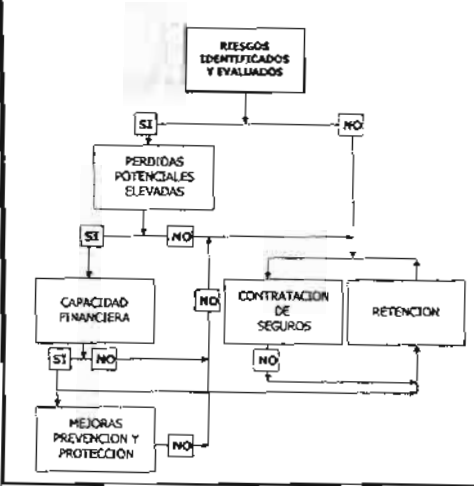 RIESGOS
IDENTIFICADOS
Y EVALUADOS
SI
NO
PERDIDAS
POTENCIALES
ELEVADAS
SI
NO
CAPACIDAD
FINANCIERA
NO
CONTRATACION
DE
SEGUROS
RETENCION
SI
NO
NO
MEJORAS
PREVENCION Y
PROTECCION
NO